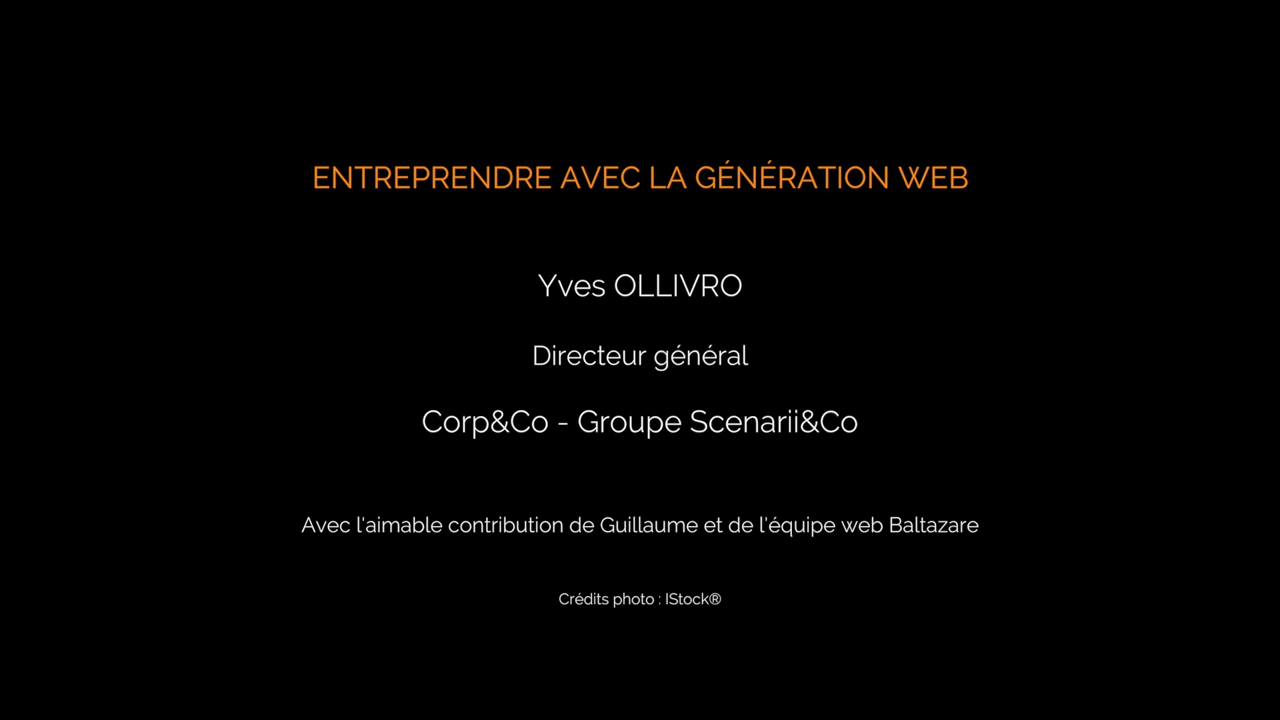 ENTREPRENDRE AVEC LA GÉNÉRATION WEB
Yves OLLIVRO
Directeur général
Corp&Co - Groupe Scenarii&Co
Avec l'aimable contribution de Guillaume et de l'équipe web Baltazare
Crédits photo : IStock®